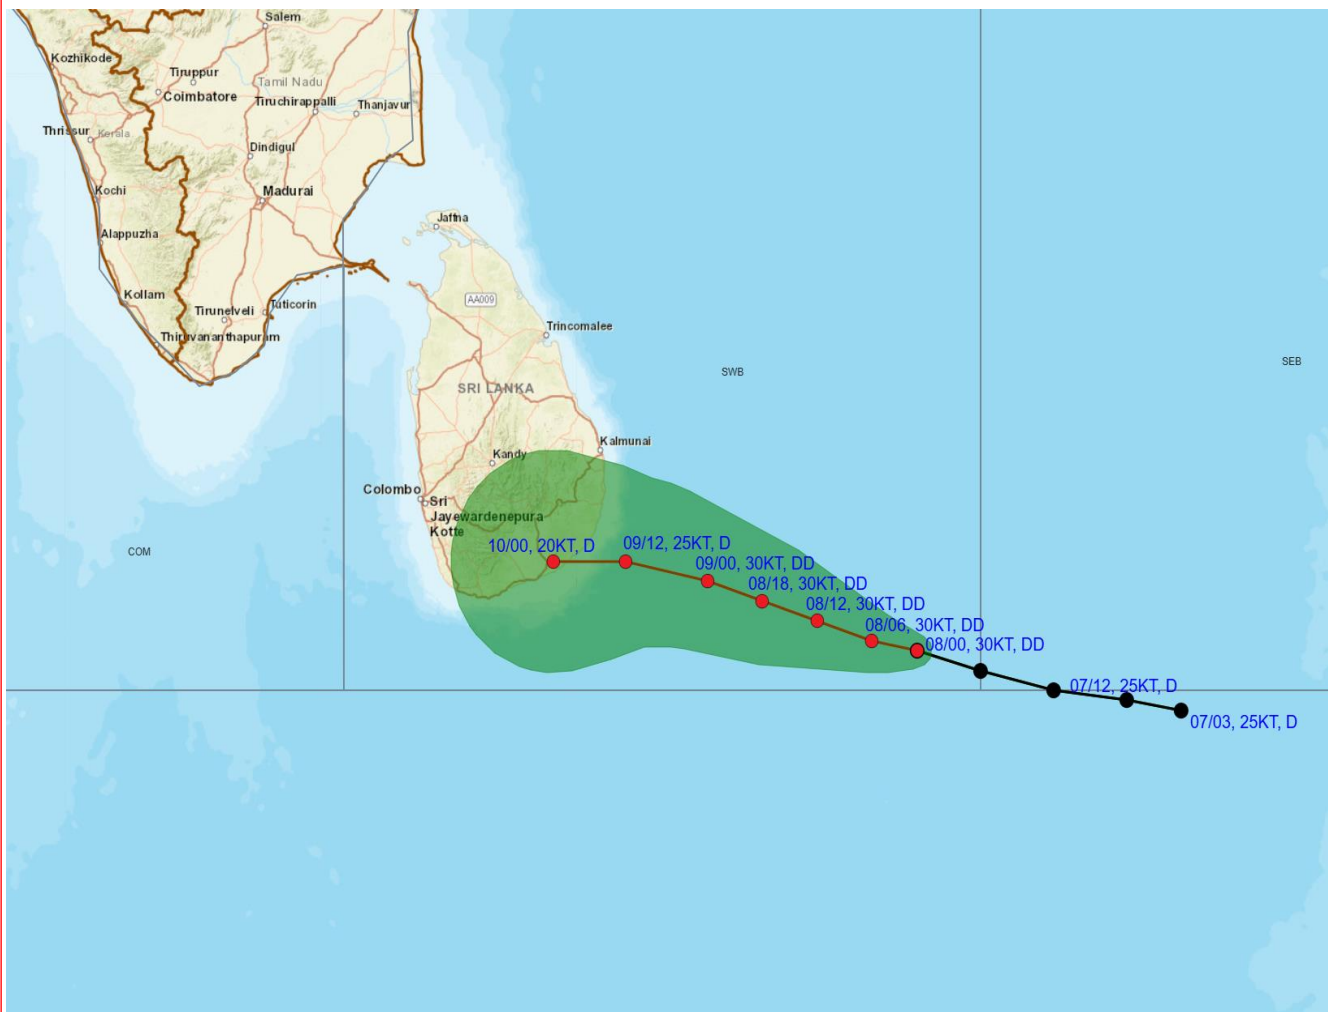 Salem
Kozhikode
Tiruppur
Tamil Nadu
Coimbatore
Tiruchirappalli
Thanjavur
Thrissur
Kerala
Dindigul
Kochi
Madurai
Jaffna
Alappuzha
Kollam
AA009
Tirunelveli
Tuticorin
Thiruvananthapuram
Trincomalee
SEB
SWB
SRI LANKA
Kalmunai
Kandy
Colombo
Sri
Jayewardenepura
Kotte
COM
10/00, 20KT, D
09/12, 25KT, D
09/00, 30KT, DD
08/18, 30KT, DD
08/12, 30KT, DD
08/06, 30KT, DD
08/00, 30KT, DD
07/12, 25KT, D
07/03, 25KT, D